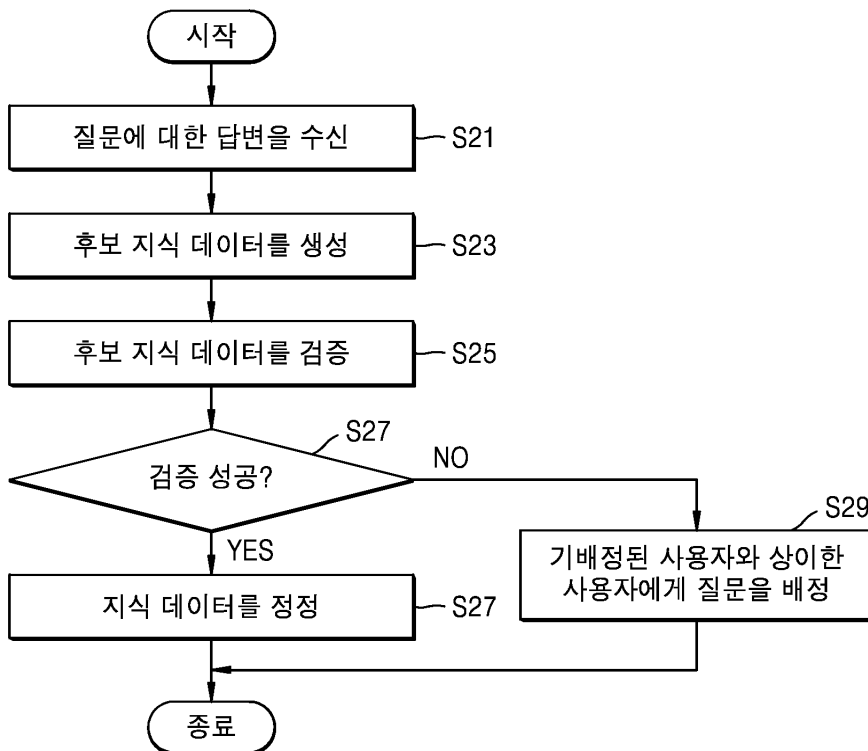 시작
질문에 대한 답변을 수신
S21
후보 지식 데이터를 생성
S23
후보 지식 데이터를 검증
S25
S27
검증 성공?
NO
YES
S29
기배정된 사용자와 상이한
사용자에게 질문을 배정
지식 데이터를 정정
S27
종료